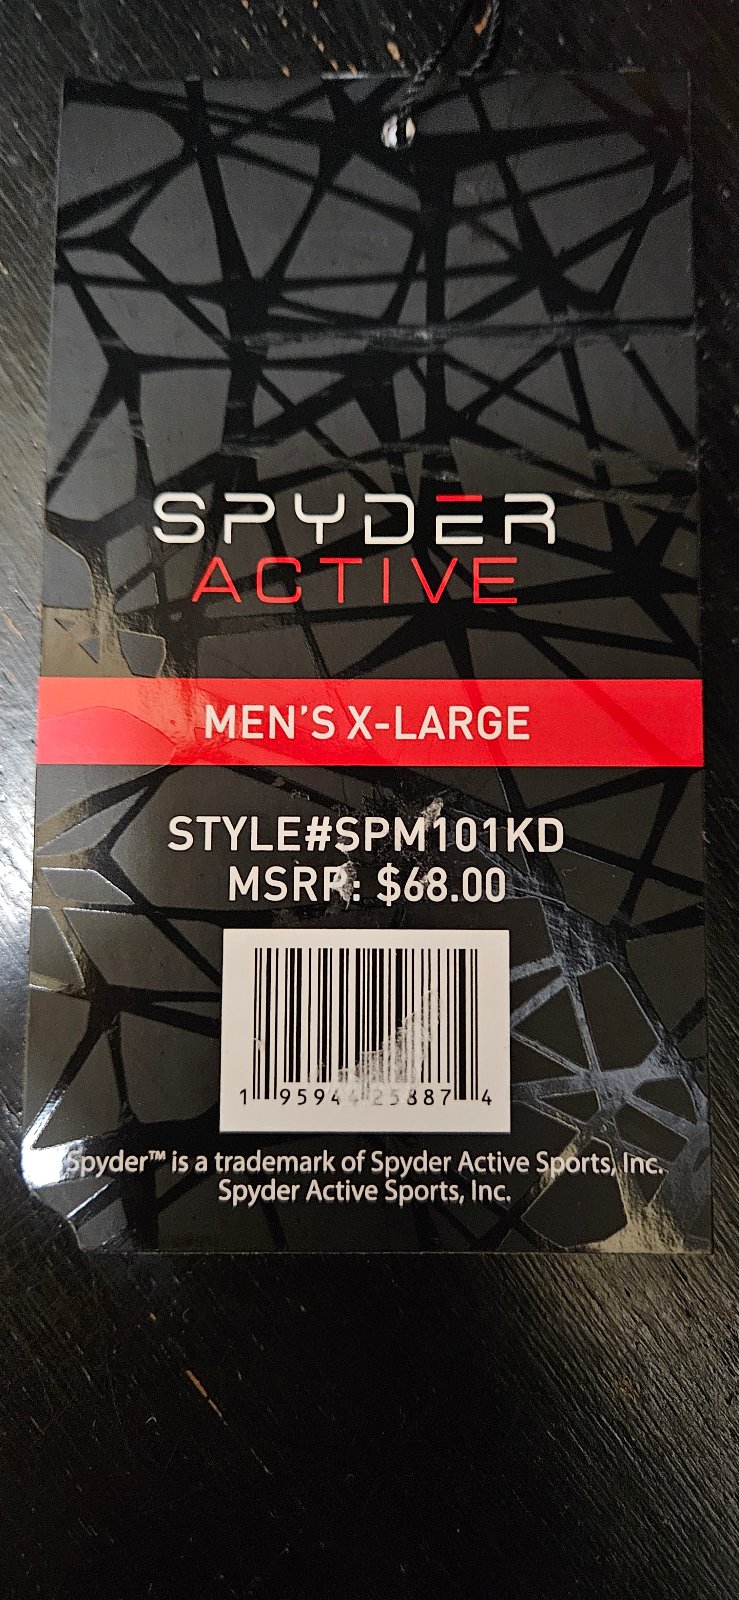 SPYDER
ACTIVE
MEN'S X-LARGE
STYLE#SPM101KD
MSRP: $68.00
1 95944 25887 4
Spyder™ is a trademark of Spyder Active Sports, Inc.
Spyder Active Sports, Inc.